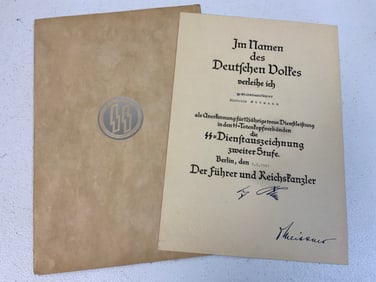 Im Namen
des
Deutschen Volkes
verleihe ich
als Anerkennung für 12jährige treue Dienstleistung
in den SS-Totenkopfverbänden
die
SS-Dienstauszeichnung
zweiter Stufe.
Berlin, den
Der Führer und Reichskanzler
Meissner